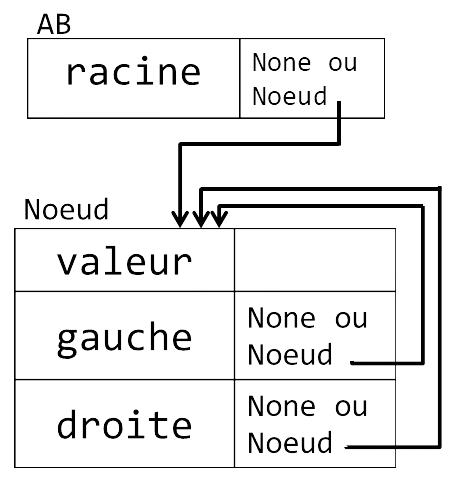 AB
racine
None ou
Noeud
Noeud
valeur
gauche
None ou
Noeud
droite
None ou
Noeud